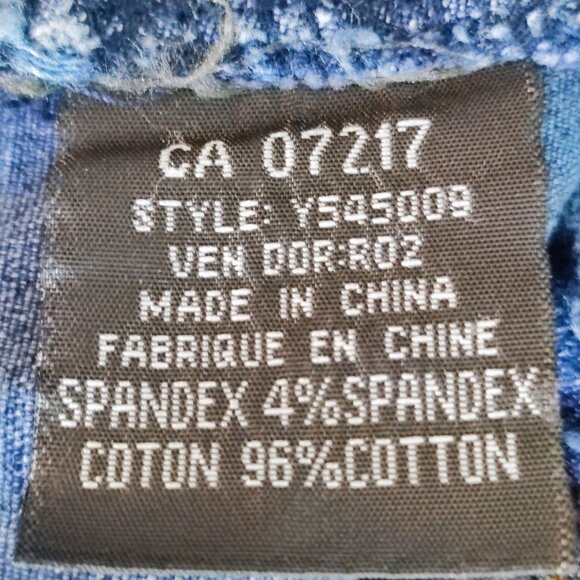 CA 07217
STYLE: Y545009
VEN DOR:R02
MADE IN CHINA
FABRIQUE EN CHINE
SPANDEX 4%SPANDEX
COTON 96%COTTON